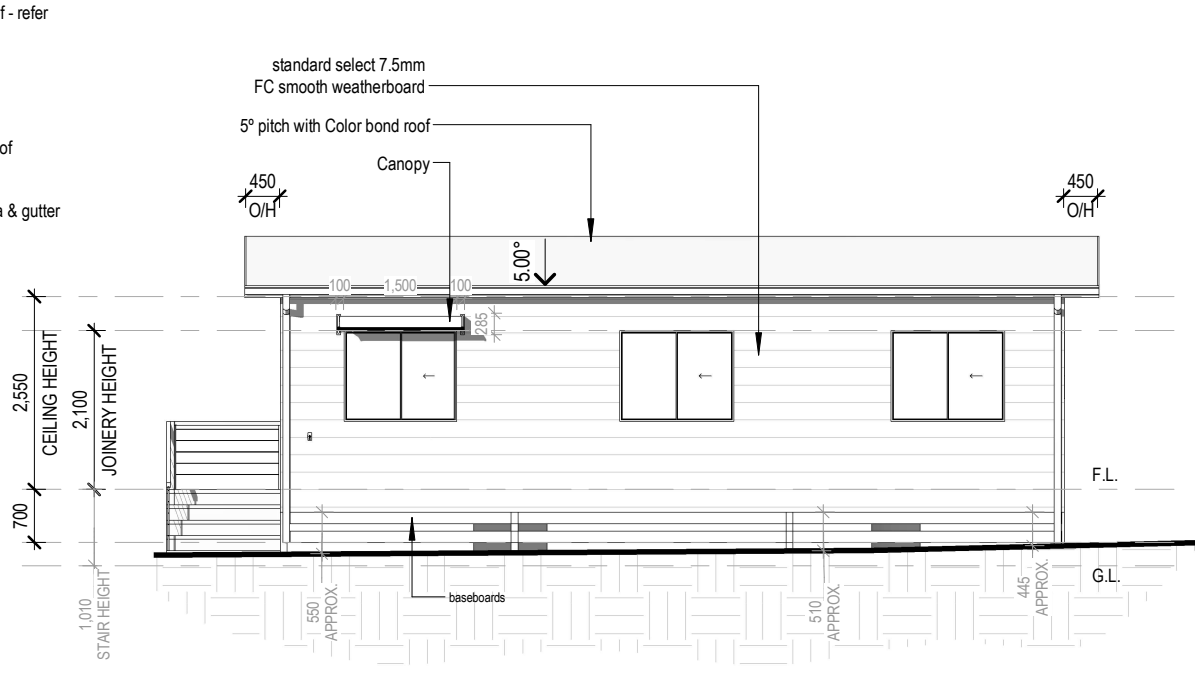 f - refer
standard select 7.5mm
FC smooth weatherboard
5º pitch with Color bond roof
of
Canopy
450
O/H
450
O/H
a & gutter
5.00°
100
1,500
100
285
2,550
CEILING HEIGHT
2,100
JOINERY HEIGHT
700
F.L.
G.L.
1,010
STAIR HEIGHT
550
APPROX.
baseboards
510
APPROX.
445
APPROX.